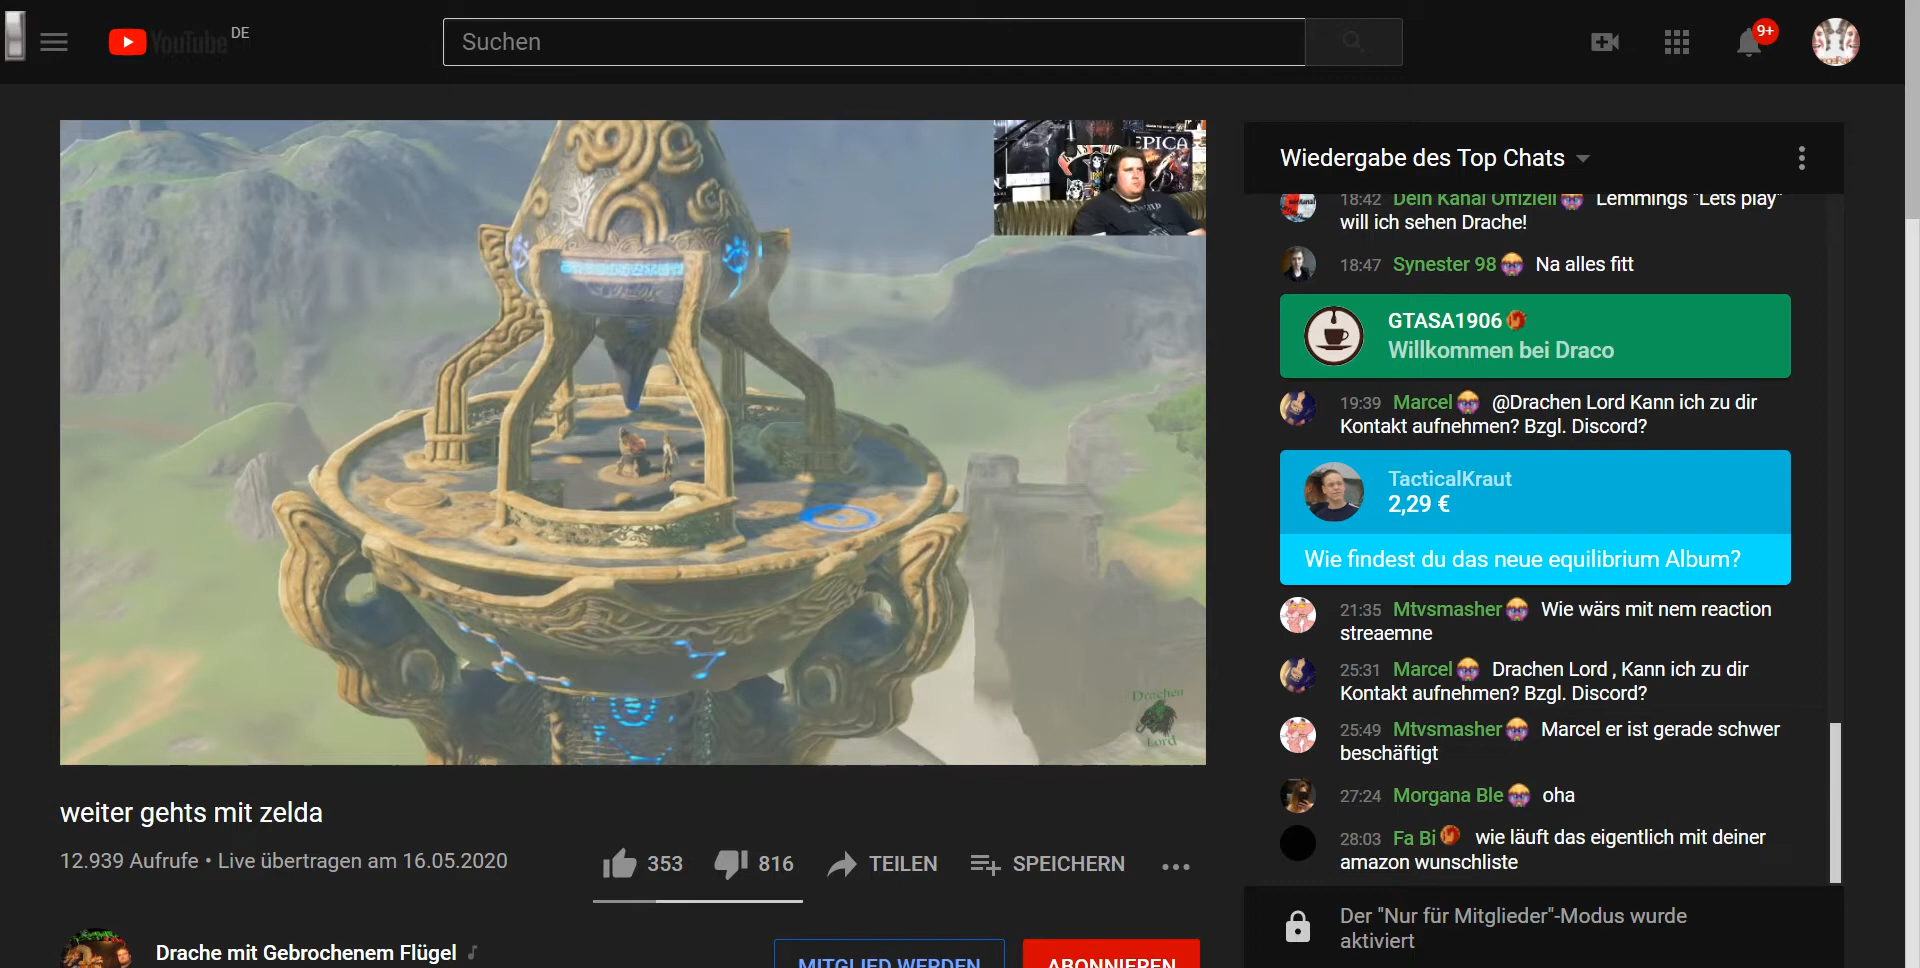 YouTube DE
Suchen
9+
EPICA
Drachen
Lord
weiter gehts mit zelda
12.939 Aufrufe • Live übertragen am 16.05.2020
353
816
TEILEN
SPEICHERN
Drache mit Gebrochenem Flügel
MITGLIED WERDEN
ABONNIEREN
Wiedergabe des Top Chats
18:42 Dein Kanal Offiziell Lemmings "Lets play"
will ich sehen Drache!
18:47 Synester 98 Na alles fitt
GTASA1906
Willkommen bei Draco
19:39 Marcel @Drachen Lord Kann ich zu dir
Kontakt aufnehmen? Bzgl. Discord?
TacticalKraut
2,29 €
Wie findest du das neue equilibrium Album?
21:35 Mtvsmasher Wie wärs mit nem reaction
streaemne
25:31 Marcel Drachen Lord , Kann ich zu dir
Kontakt aufnehmen? Bzgl. Discord?
25:49 Mtvsmasher Marcel er ist gerade schwer
beschäftigt
27:24 Morgana Ble oha
28:03 Fa Bi wie läuft das eigentlich mit deiner
amazon wunschliste
Der "Nur für Mitglieder"-Modus wurde
aktiviert